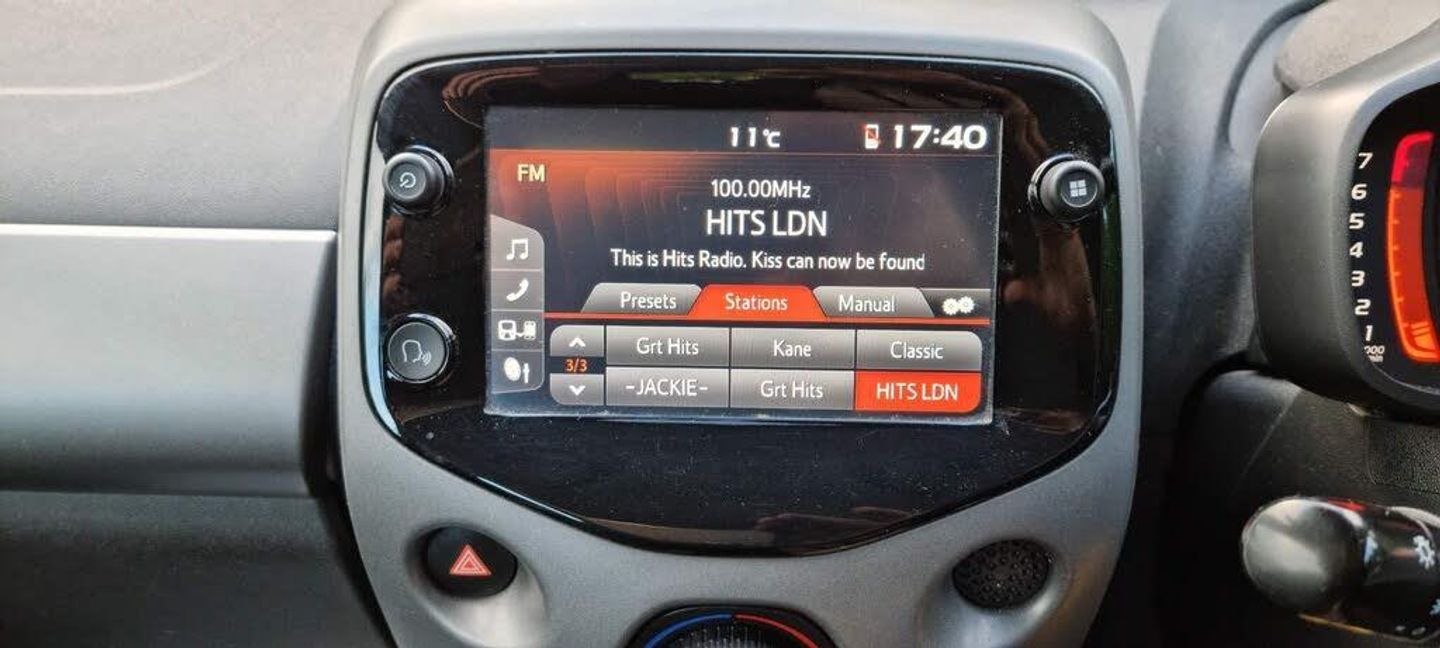 11℃ 17:40
FM
100.00MHz
HITS LDN
This is Hits Radio. Kiss can now be found
Presets Stations Manual
Grt Hits Kane Classic
3/3
-JACKIE- Grt Hits HITS LDN
7
6
5
4
3
2
1